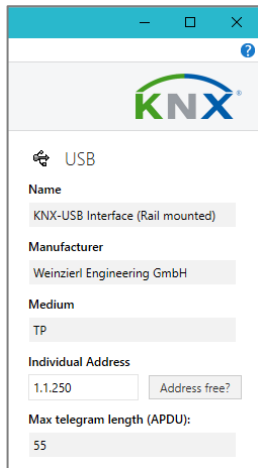 ?
KNX®
USB
Name
KNX-USB Interface (Rail mounted)
Manufacturer
Weinzierl Engineering GmbH
Medium
TP
Individual Address
1.1.250 Address free?
Max telegram length (APDU):
55